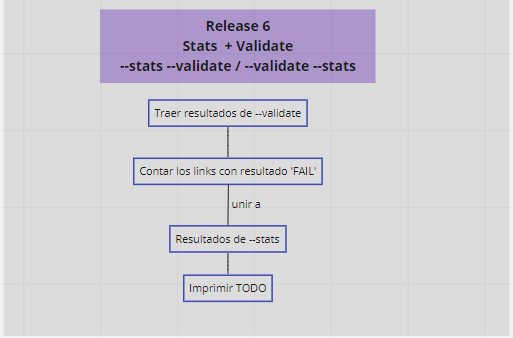 Release 6
Stats + Validate
--stats --validate / --validate --stats
Traer resultados de --validate
Contar los links con resultado 'FAIL'
unir a
Resultados de --stats
Imprimir TODO